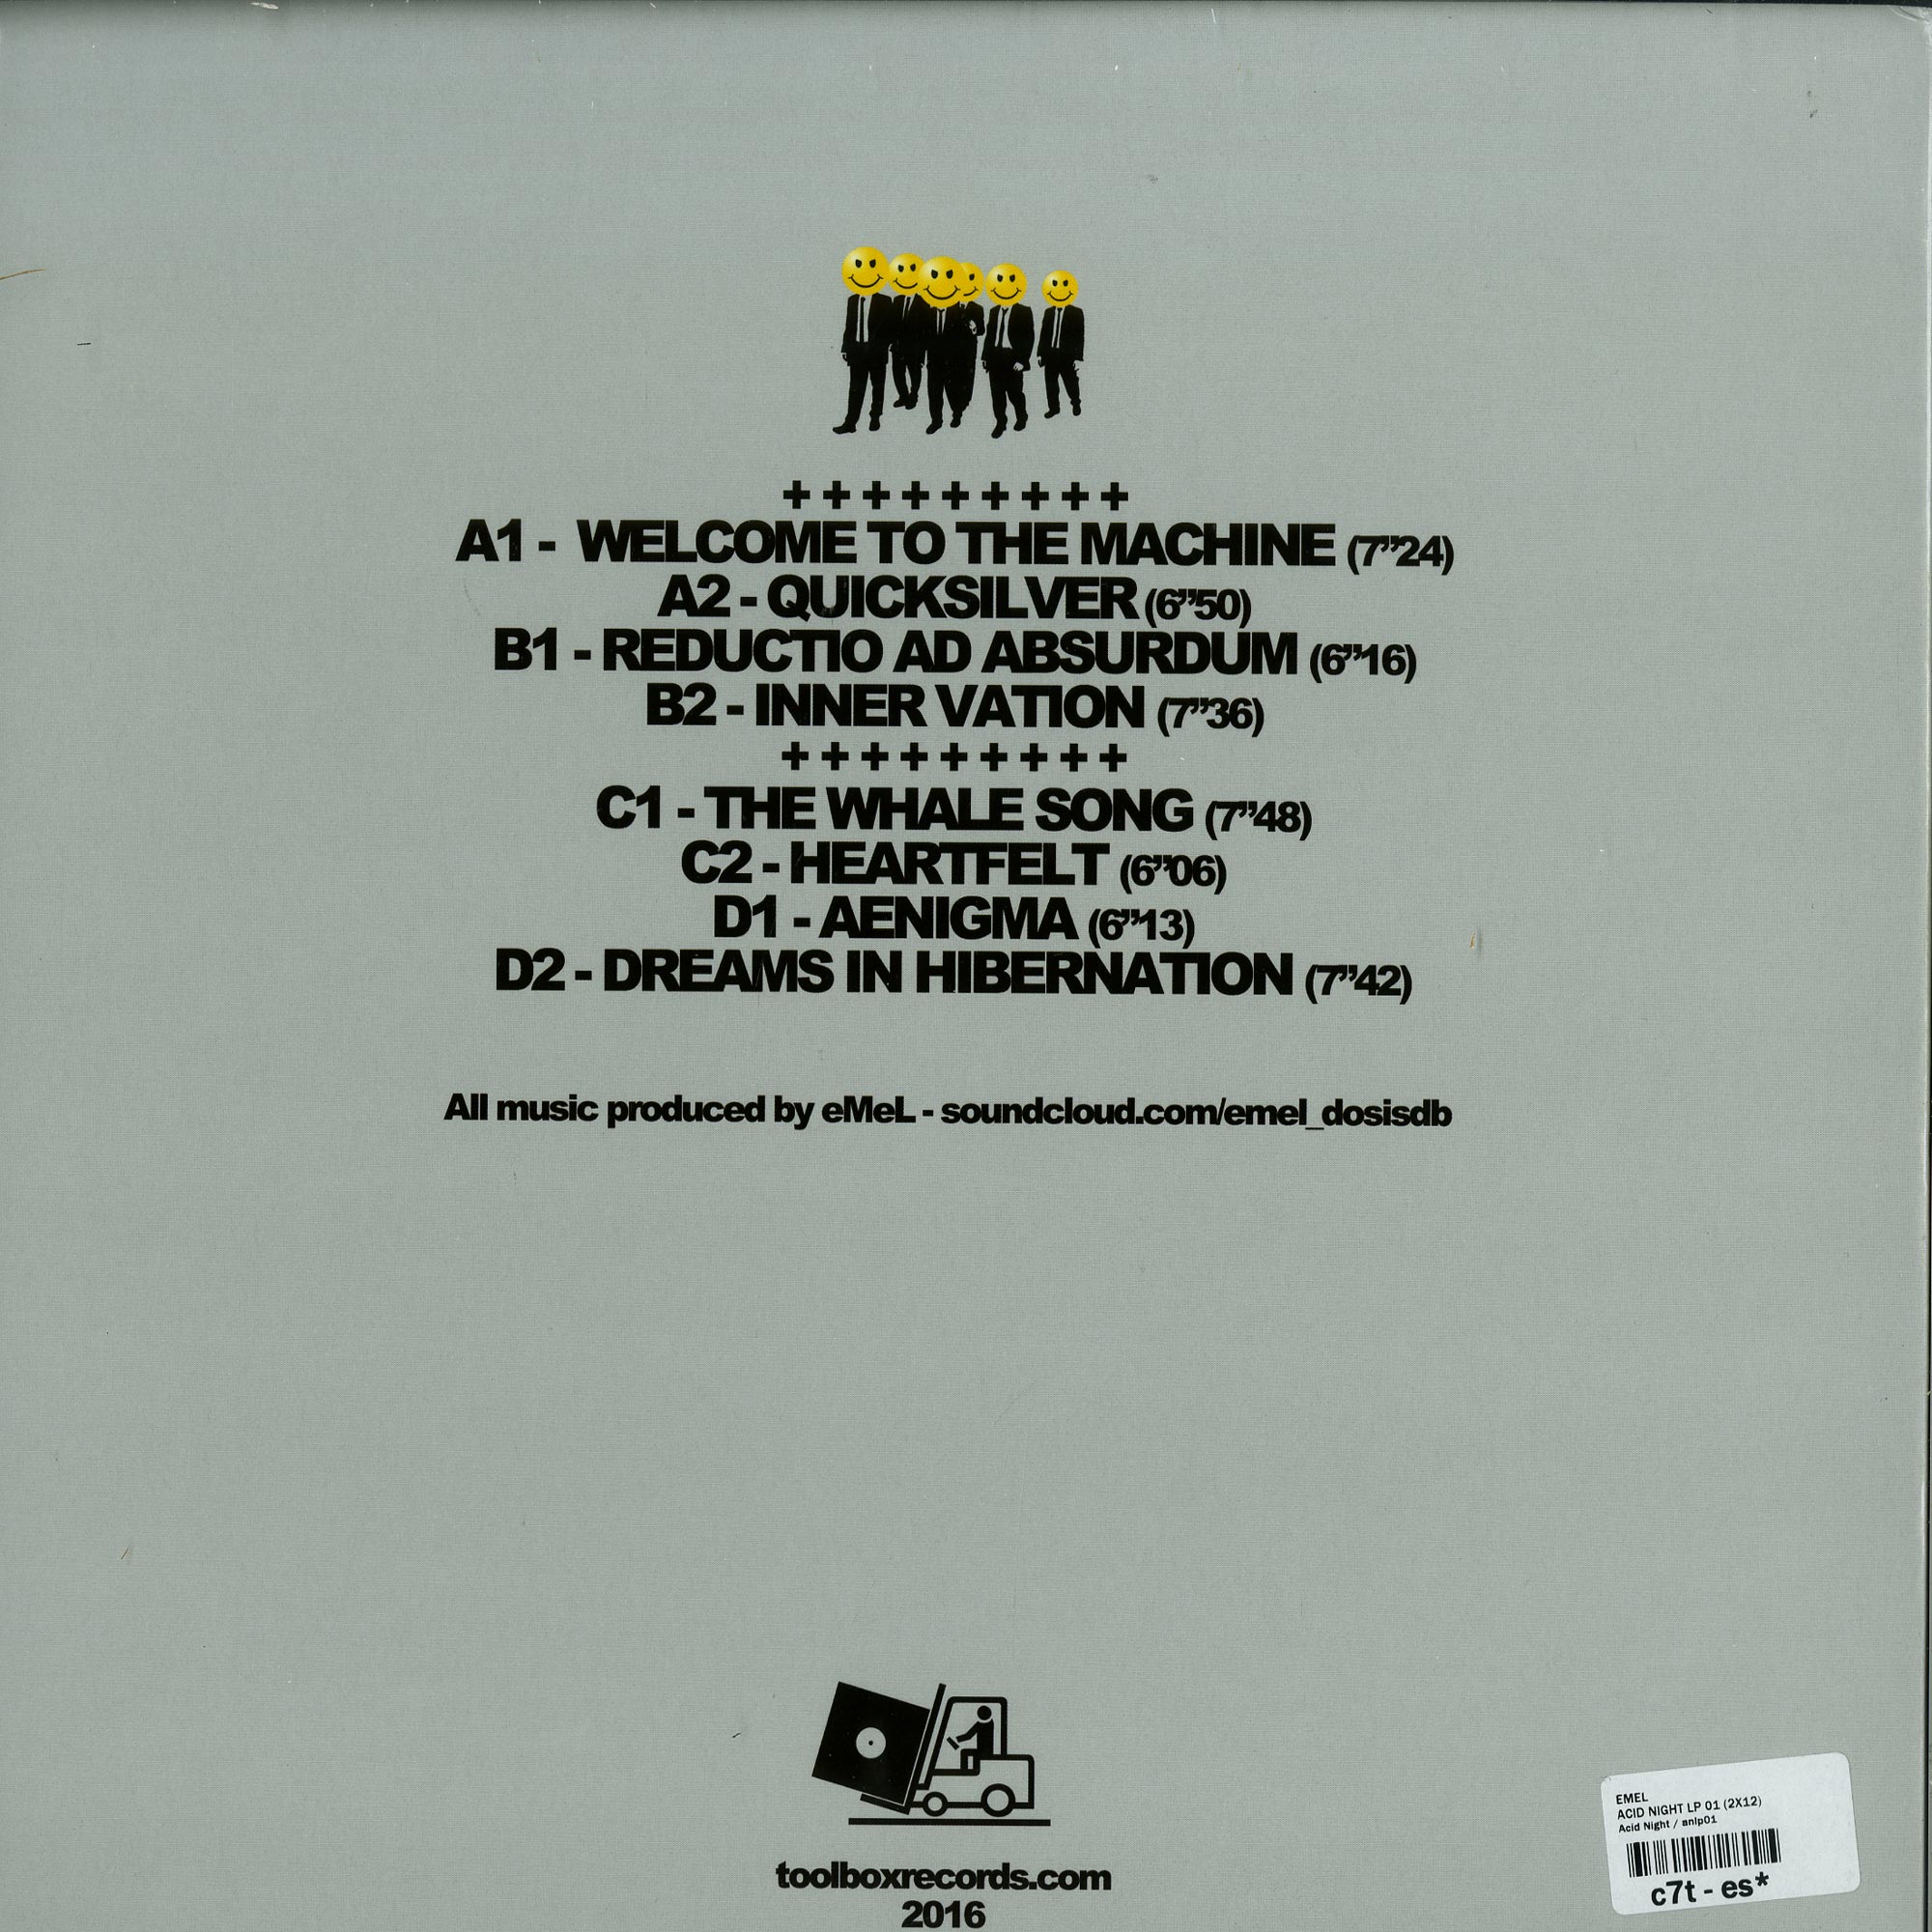 + + + + + + + + +
A1 - WELCOME TO THE MACHINE (7”24)
A2 - QUICKSILVER (6”50)
B1 - REDUCTIO AD ABSURDUM (6”16)
B2 - INNER VATION (7”36)
+ + + + + + + + +
C1 - THE WHALE SONG (7”48)
C2 - HEARTFELT (6”06)
D1 - AENIGMA (6”13)
D2 - DREAMS IN HIBERNATION (7”42)
All music produced by eMeL - soundcloud.com/emel_dosisdb
toolboxrecords.com
2016
EMEL
ACID NIGHT LP 01 (2X12)
Acid Night / anlp01
c7t - es*